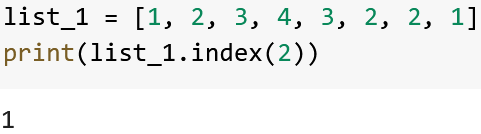 list_1 = [1, 2, 3, 4, 3, 2, 2, 1]
print(list_1.index(2))
1